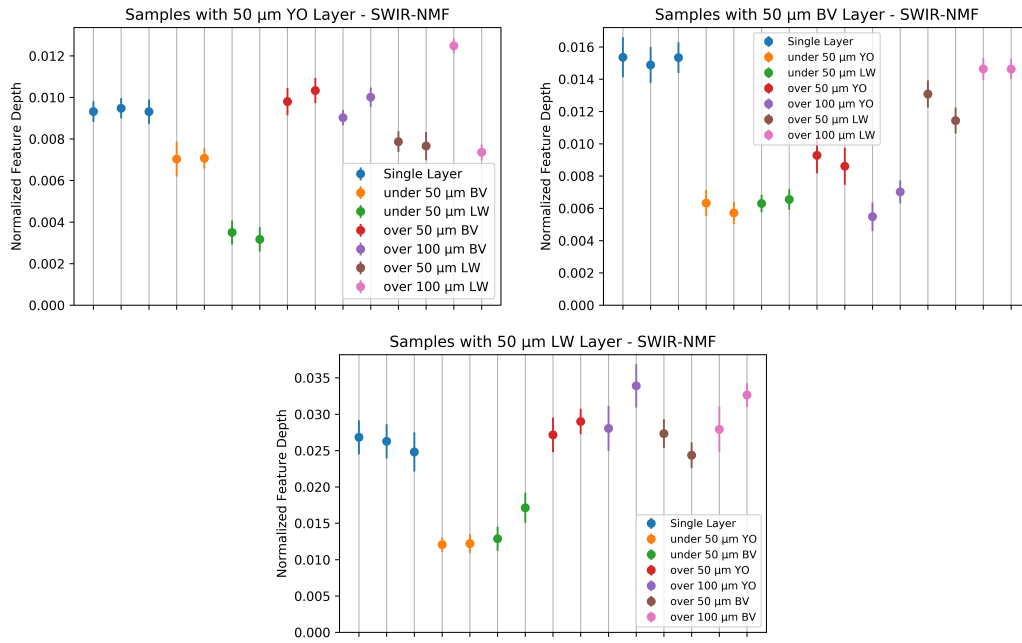 Samples with 50 µm YO Layer - SWIR-NMF
Normalized Feature Depth
0.012
0.010
0.008
0.006
0.004
0.002
0.000
Single Layer
under 50 µm BV
under 50 µm LW
over 50 µm BV
over 100 µm BV
over 50 µm LW
over 100 µm LW
Samples with 50 µm BV Layer - SWIR-NMF
Normalized Feature Depth
0.016
0.014
0.012
0.010
0.008
0.006
0.004
0.002
0.000
Single Layer
under 50 µm YO
under 50 µm LW
over 50 µm YO
over 100 µm YO
over 50 µm LW
over 100 µm LW
Samples with 50 µm LW Layer - SWIR-NMF
Normalized Feature Depth
0.035
0.030
0.025
0.020
0.015
0.010
0.005
0.000
Single Layer
under 50 µm YO
under 50 µm BV
over 50 µm YO
over 100 µm YO
over 50 µm BV
over 100 µm BV